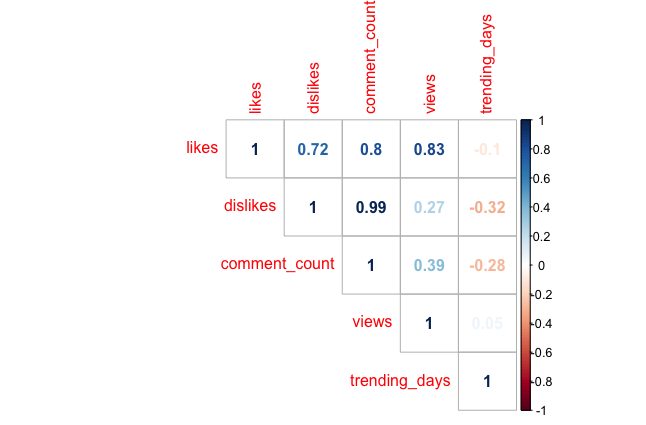 likes
dislikes
comment_count
views
trending_days
likes 1 0.72 0.8 0.83 -0.1
dislikes 1 0.99 0.27 -0.32
comment_count 1 0.39 -0.28
views 1 0.05
trending_days 1
1
0.8
0.6
0.4
0.2
0
-0.2
-0.4
-0.6
-0.8
-1